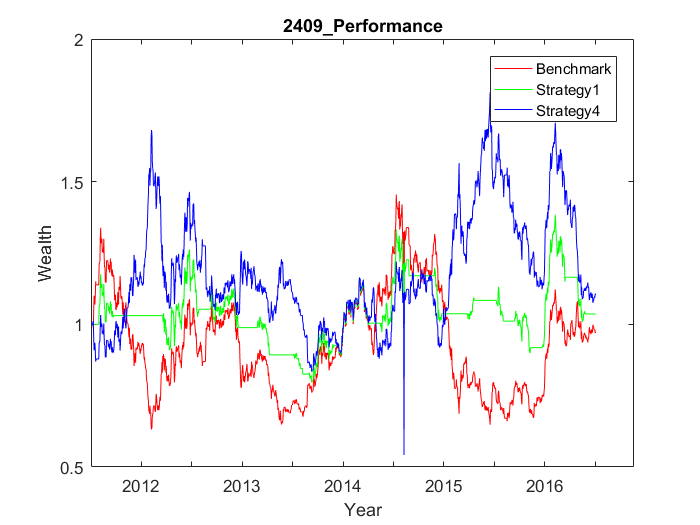 2409_Performance
2
1.5
1
0.5
Wealth
Benchmark
Strategy1
Strategy4
2012 2013 2014 2015 2016
Year